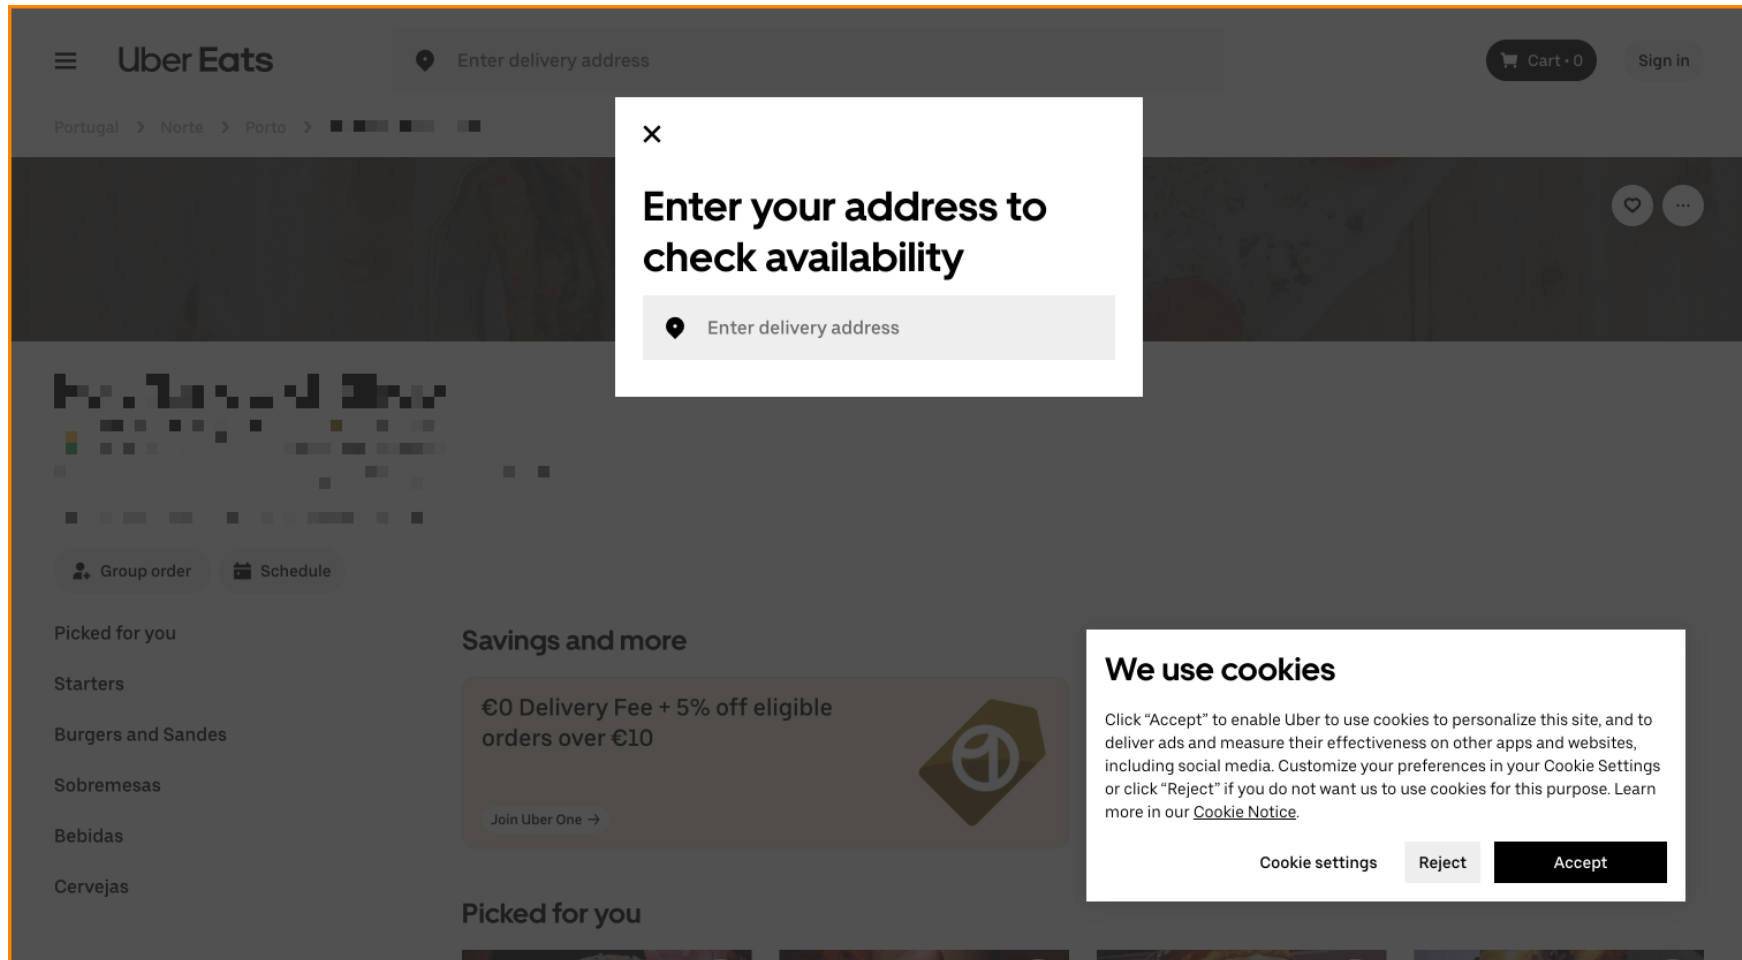 Uber Eats
Enter delivery address
Cart • 0
Sign in
Portugal > Norte > Porto >
Enter your address to
check availability
Enter delivery address
Group order
Schedule
Picked for you
Starters
Burgers and Sandes
Sobremesas
Bebidas
Cervejas
Savings and more
€0 Delivery Fee + 5% off eligible
orders over €10
Join Uber One →
Picked for you
We use cookies
Click “Accept” to enable Uber to use cookies to personalize this site, and to
deliver ads and measure their effectiveness on other apps and websites,
including social media. Customize your preferences in your Cookie Settings
or click “Reject” if you do not want us to use cookies for this purpose. Learn
more in our Cookie Notice.
Cookie settings
Reject
Accept